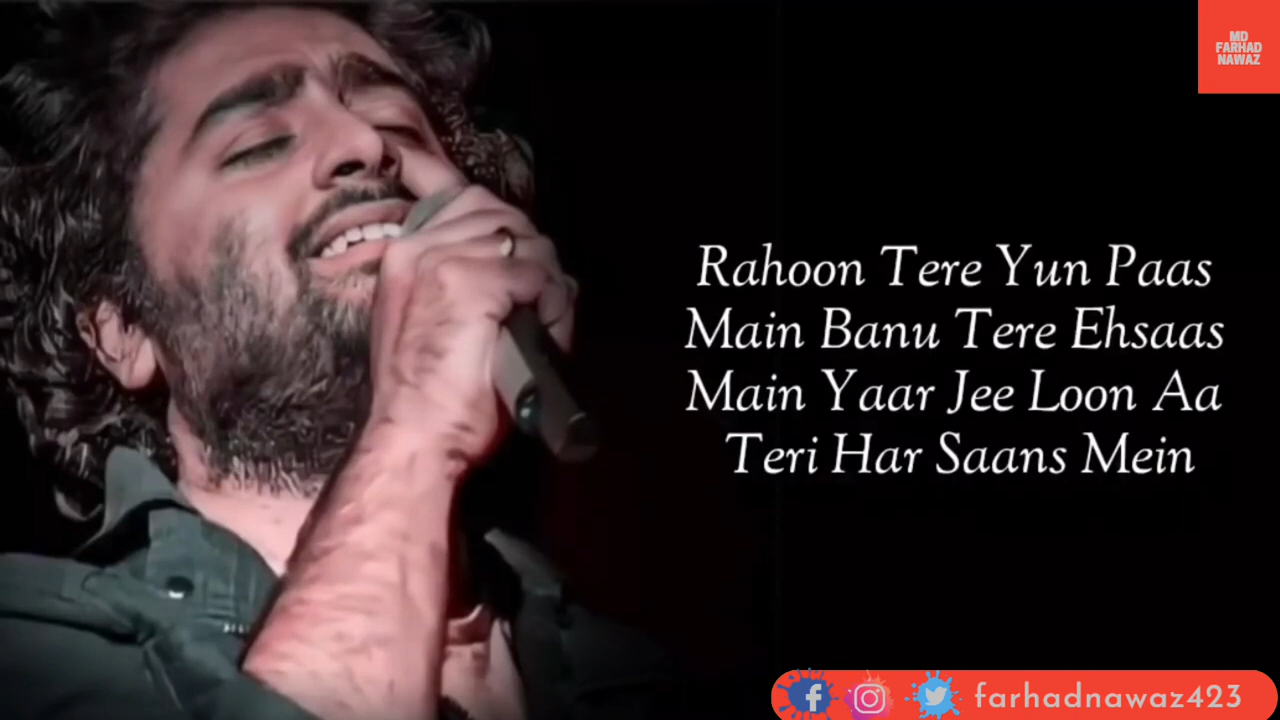 MD
FARHAD
NAWAZ
Rahoon Tere Yun Paas
Main Banu Tere Ehsaas
Main Yaar Jee Loon Aa
Teri Har Saans Mein
farhadnawaz423